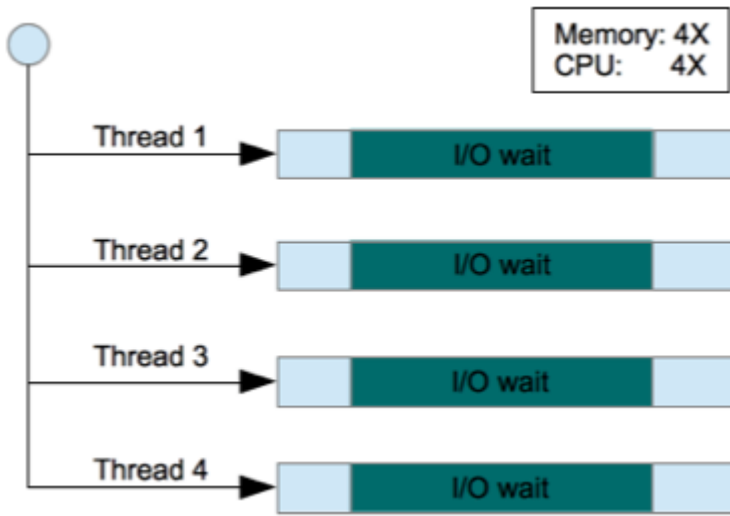 Memory: 4X
CPU: 4X
Thread 1
I/O wait
Thread 2
I/O wait
Thread 3
I/O wait
Thread 4
I/O wait